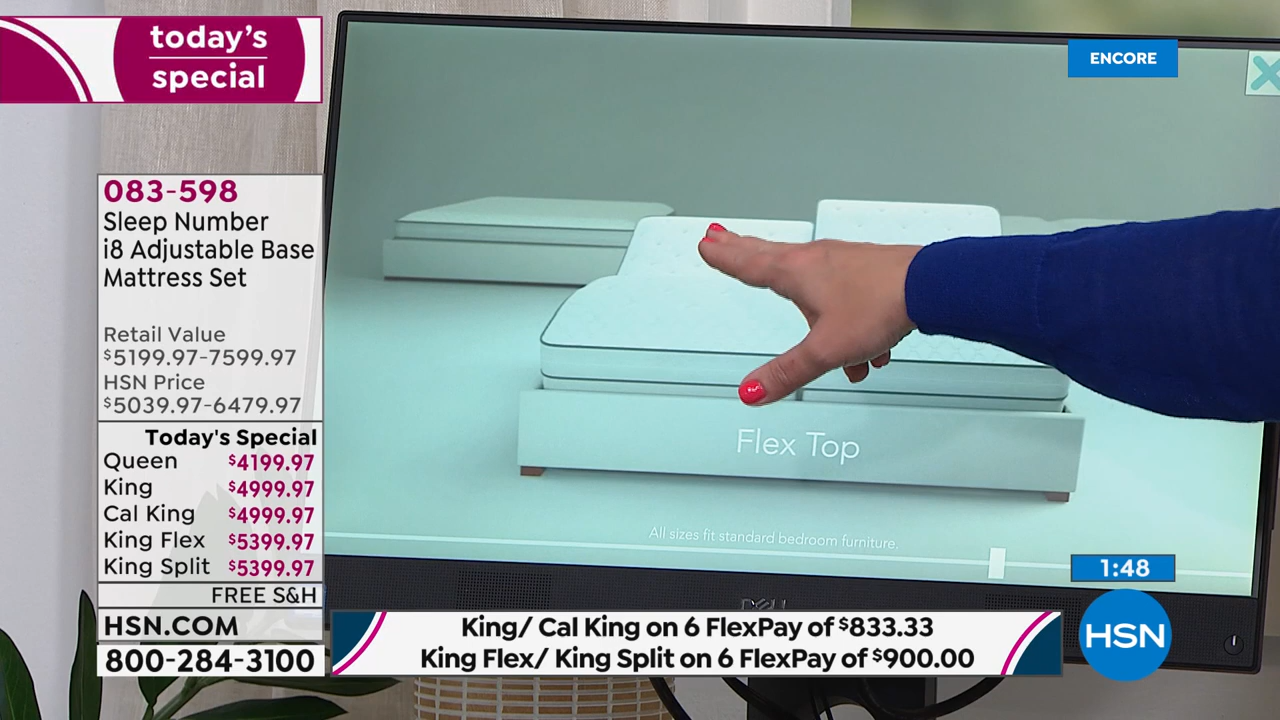 today's
special
ENCORE
083-598
Sleep Number
i8 Adjustable Base
Mattress Set
Retail Value
$5199.97-7599.97
HSN Price
$5039.97-6479.97
Today's Special
Queen $4199.97
King $4999.97
Cal King $4999.97
King Flex $5399.97
King Split $5399.97
FREE S&H
HSN.COM
800-284-3100
Flex Top
All sizes fit standard bedroom furniture.
DELL
1:48
HSN
King/ Cal King on 6 FlexPay of $833.33
King Flex/ King Split on 6 FlexPay of $900.00